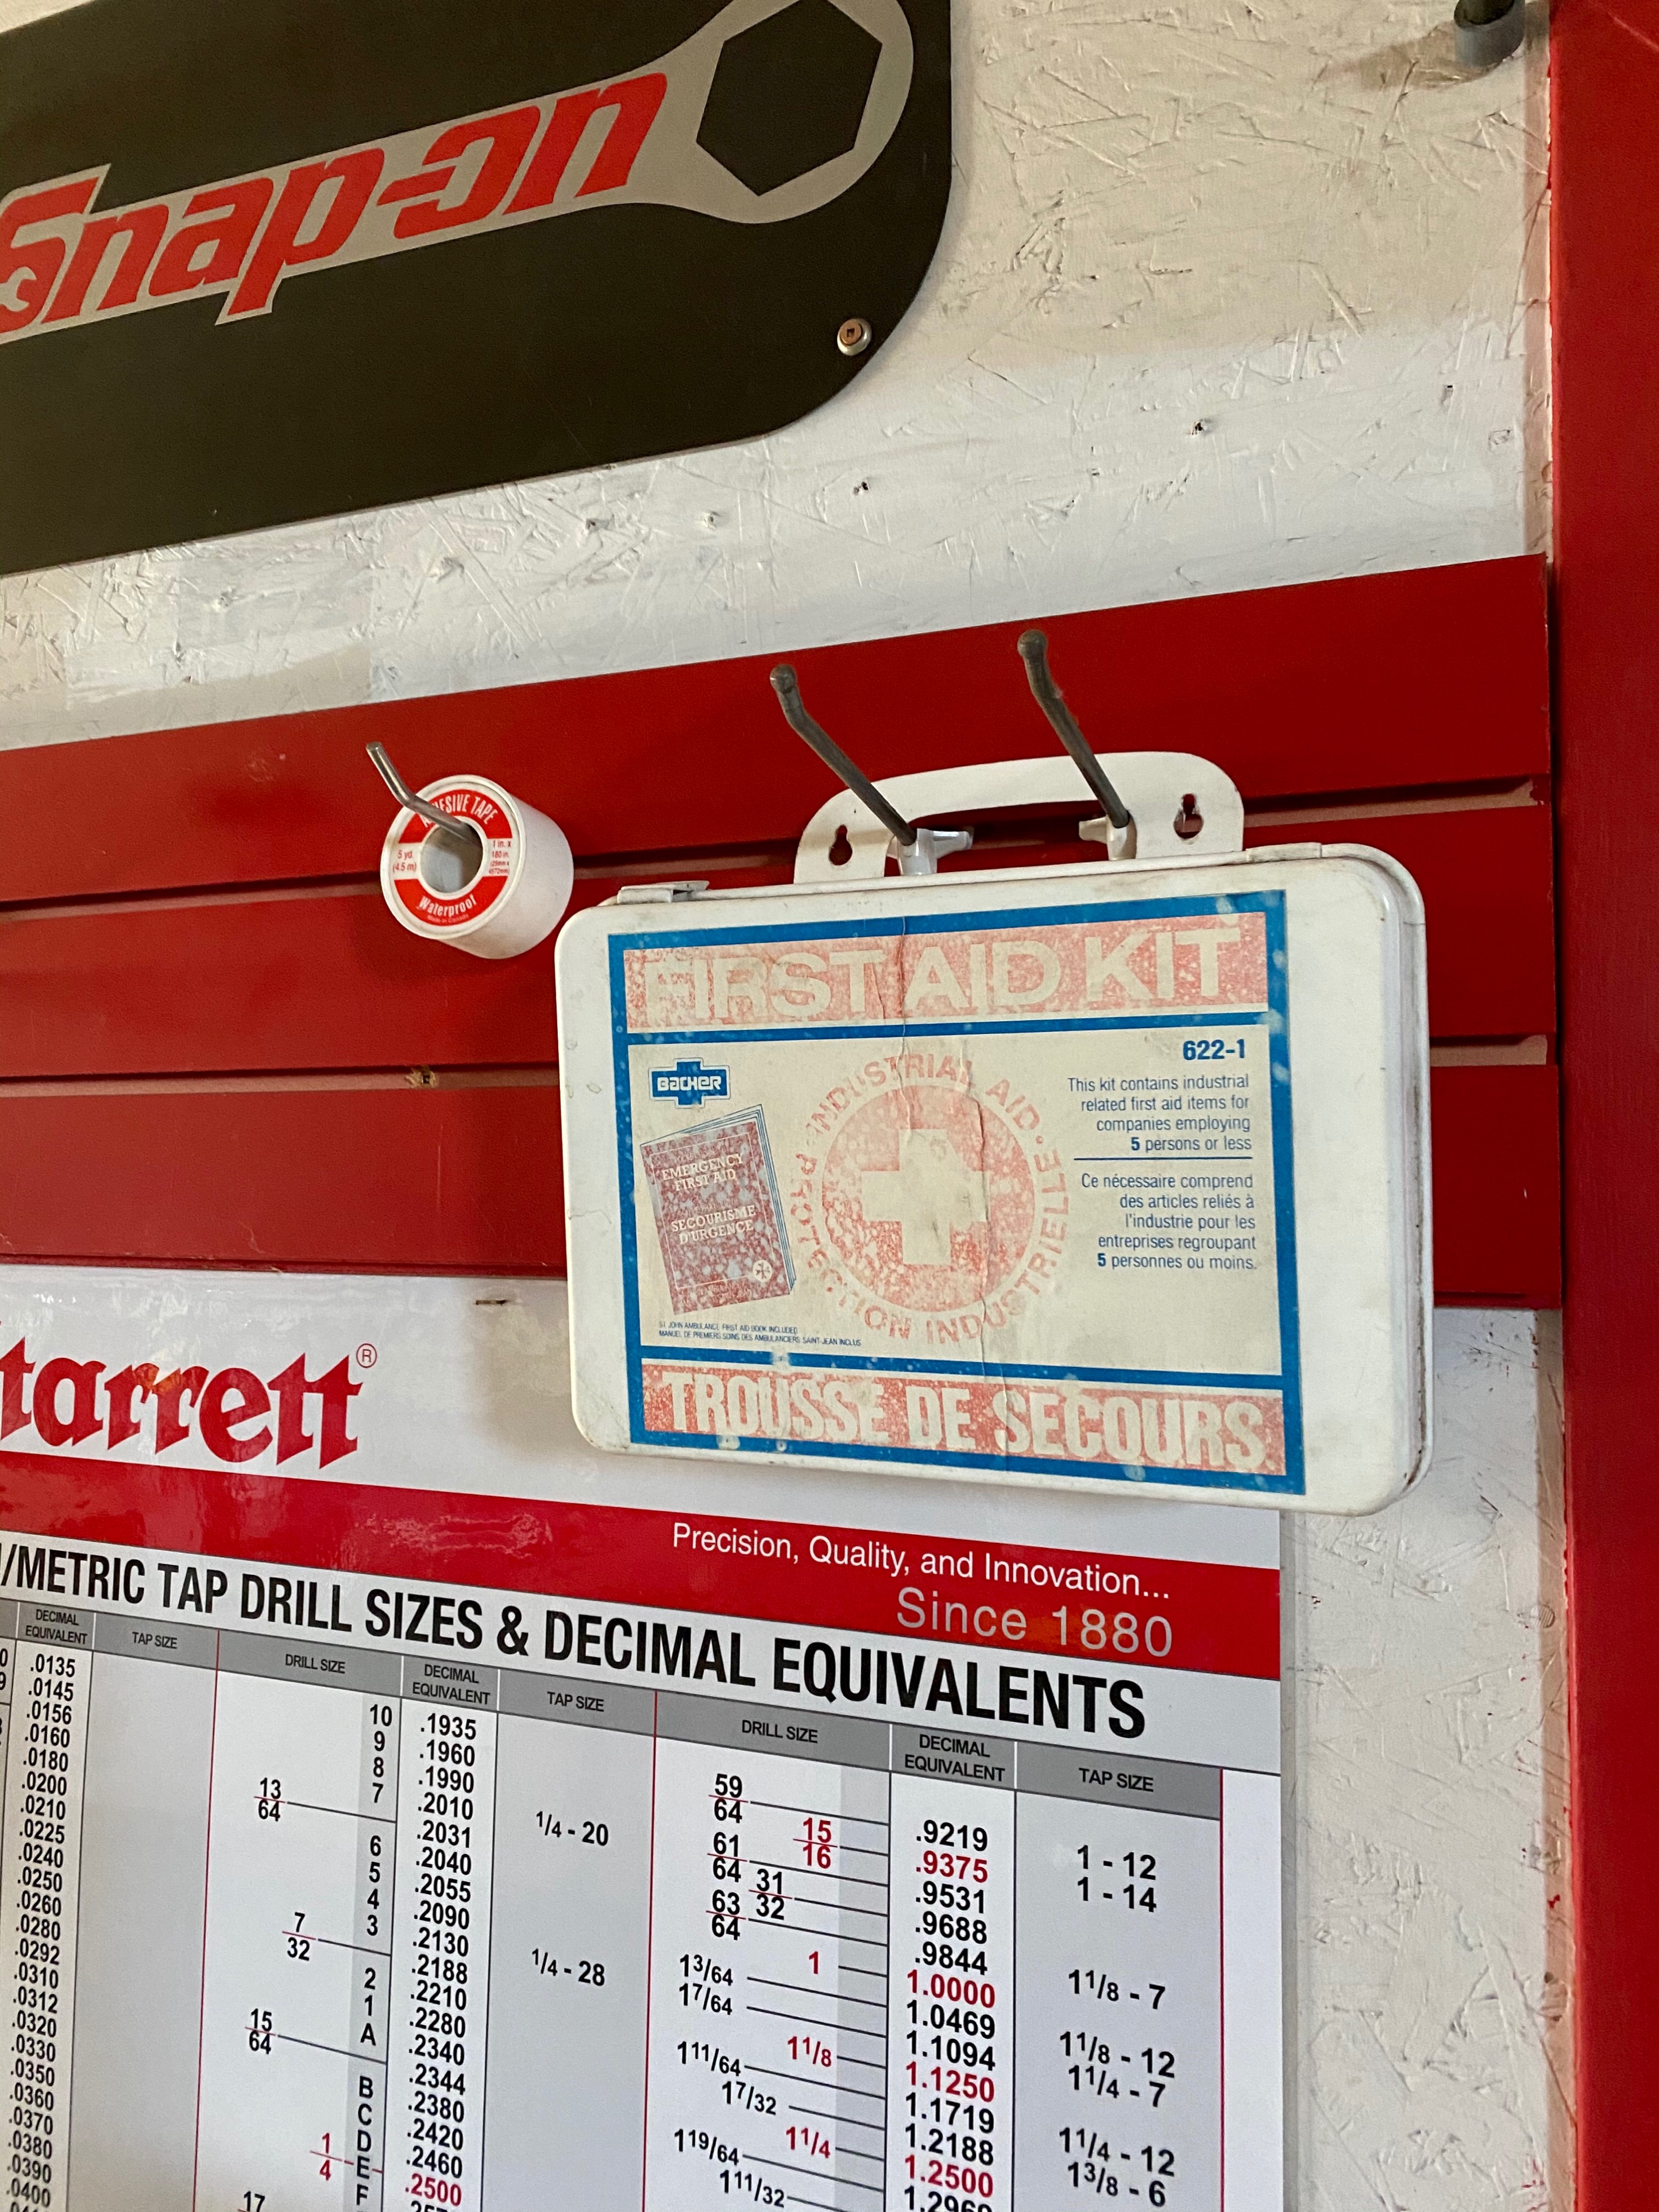 Snap-on
ADHESIVE TAPE
5 yd.
(4.5 m)
1 in. x
180 in.
Waterproof
Made in Canada
FIRST AID KIT
BacHer
622-1
This kit contains industrial
related first aid items for
companies employing
5 persons or less
Ce nécessaire comprend
des articles reliés à
l'industrie pour les
entreprises regroupant
5 personnes ou moins.
INDUSTRIAL AID • PROTECTION INDUSTRIELLE
EMERGENCY
FIRST AID
SECOURISME
D'URGENCE
ST. JOHN AMBULANCE FIRST AID BOOK INCLUDED
MANUEL DE PREMIERS SOINS DES AMBULANCIERS SAINT-JEAN INCLUS
TROUSSE DE SECOURS
tarrett®
Precision, Quality, and Innovation...
Since 1880
/METRIC TAP DRILL SIZES & DECIMAL EQUIVALENTS
DECIMAL
EQUIVALENT
TAP SIZE
.0135
.0145
.0156
.0160
.0180
.0200
.0210
.0225
.0240
.0250
.0260
.0280
.0292
.0310
.0312
.0320
.0330
.0350
.0360
.0370
.0380
.0390
.0400
DRILL SIZE
DECIMAL
EQUIVALENT
TAP SIZE
10 .1935
9 .1960
8 .1990
7 .2010 1/4 - 20
13/64 .2031
6 .2040
5 .2055
4 .2090
3 .2130 1/4 - 28
7/32 .2188
2 .2210
1 .2280
A .2340
15/64 .2344
B .2380
C .2420
D .2460
1/4 E .2500
F
17
DRILL SIZE
DECIMAL
EQUIVALENT
TAP SIZE
59/64 .9219 1 - 12
15/16 .9375 1 - 14
61/64 .9531
31/32 .9688
63/64 .9844 1 1/8 - 7
1 1.0000
1 3/64 1.0469 1 1/8 - 12
1 7/64 1.1094 1 1/4 - 7
1 1/8 1.1250
1 11/64 1.1719 1 1/4 - 12
1 7/32 1.2188 1 3/8 - 6
1 1/4 1.2500
1 19/64 1.2969
1 11/32